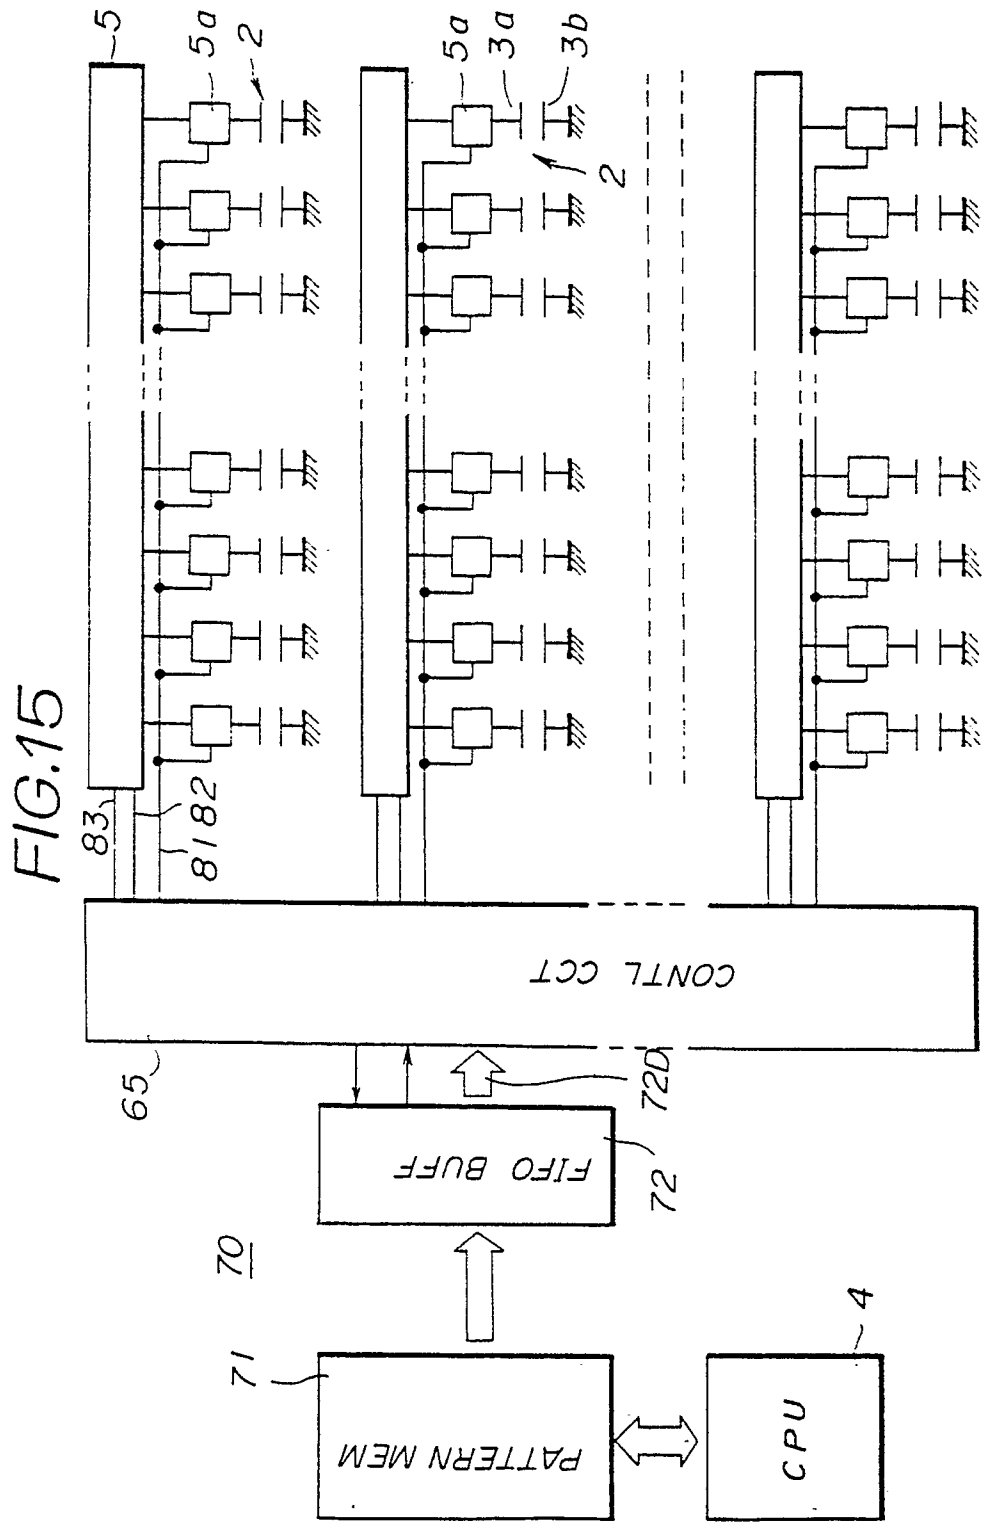 FIG.15
5
5a
2
5a
3a
3b
2
83
82
81
CONTL CCT
65
72D
FIFO BUFF
72
70
71
PATTERN MEM
4
CPU